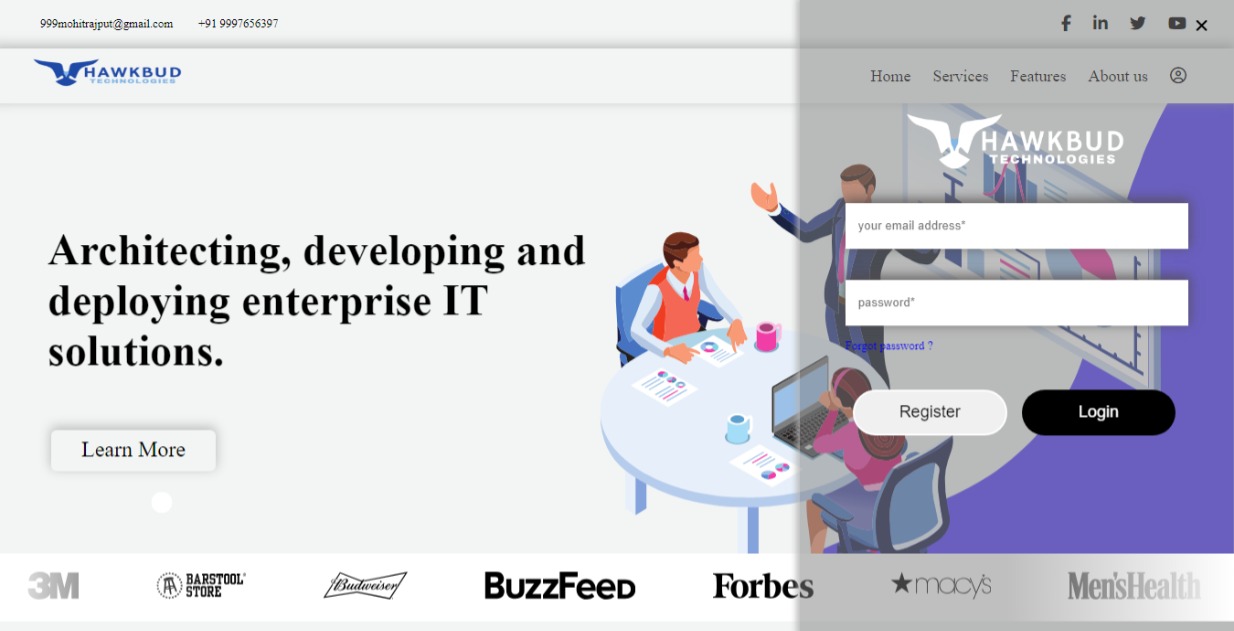 999mohitrajput@gmail.com +91 9997656397
HAWKBUD
TECHNOLOGIES
Home Services Features About us
HAWKBUD
TECHNOLOGIES
your email address*
password*
Forgot password ?
Register Login
Architecting, developing and
deploying enterprise IT
solutions.
Learn More
3M BARSTOOL STORE Budweiser BuzzFeed Forbes macy's Men'sHealth